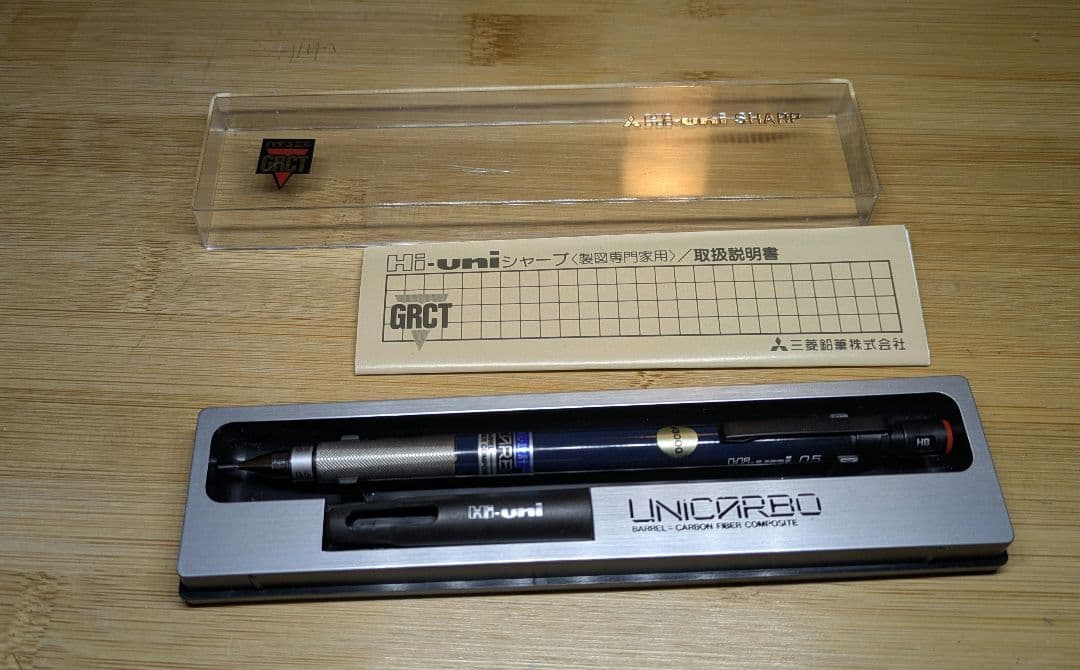 GRCT
Hi-uni SHARP
Hi-uniシャープ〈製図専門家用〉/取扱説明書
GRCT
三菱鉛筆株式会社
3000
HB
0.5
Hi-uni
UNICARBO
BARREL=CARBON FIBER COMPOSITE